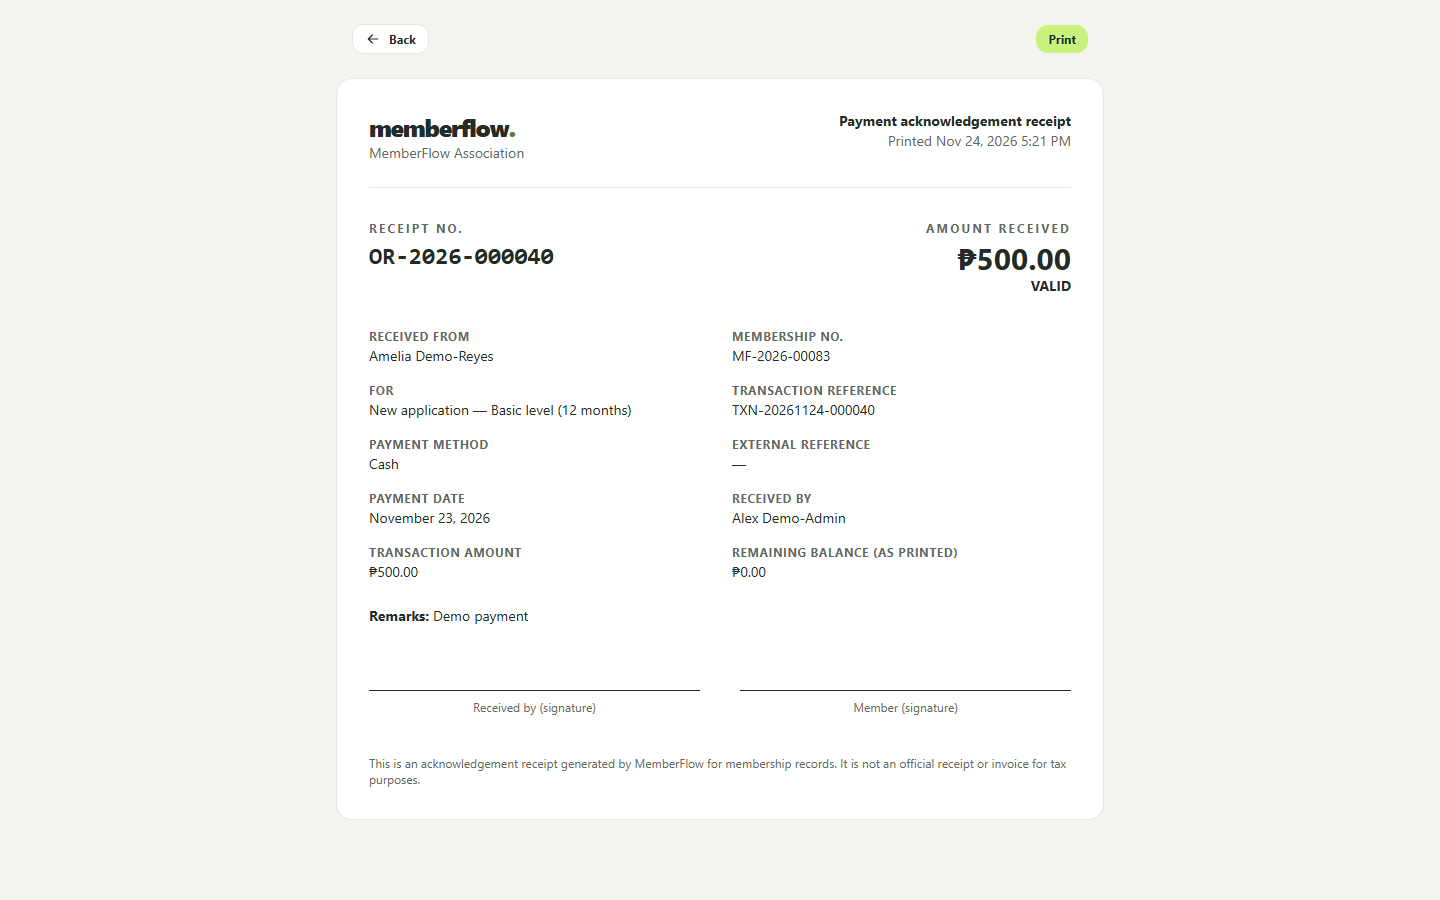 Back
Print
memberflow.
MemberFlow Association
Payment acknowledgement receipt
Printed Nov 24, 2026 5:21 PM
RECEIPT NO.
OR-2026-000040
AMOUNT RECEIVED
₱500.00
VALID
RECEIVED FROM
Amelia Demo-Reyes
MEMBERSHIP NO.
MF-2026-00083
FOR
New application — Basic level (12 months)
TRANSACTION REFERENCE
TXN-20261124-000040
PAYMENT METHOD
Cash
EXTERNAL REFERENCE
—
PAYMENT DATE
November 23, 2026
RECEIVED BY
Alex Demo-Admin
TRANSACTION AMOUNT
₱500.00
REMAINING BALANCE (AS PRINTED)
₱0.00
Remarks: Demo payment
Received by (signature)
Member (signature)
This is an acknowledgement receipt generated by MemberFlow for membership records. It is not an official receipt or invoice for tax
purposes.